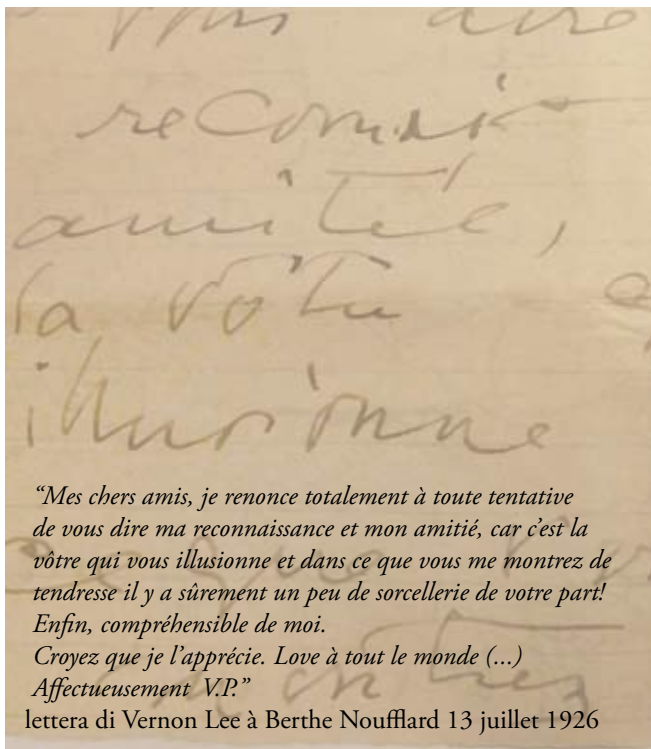 vous dire
reconnais
amitié,
la vôtre
illusionne
“Mes chers amis, je renonce totalement à toute tentative
de vous dire ma reconnaissance et mon amitié, car c’est la
vôtre qui vous illusionne et dans ce que vous me montrez de
tendresse il y a sûrement un peu de sorcellerie de votre part!
Enfin, compréhensible de moi.
Croyez que je l’apprécie. Love à tout le monde (...)
Affectueusement V.P.”
lettera di Vernon Lee à Berthe Noufflard 13 juillet 1926